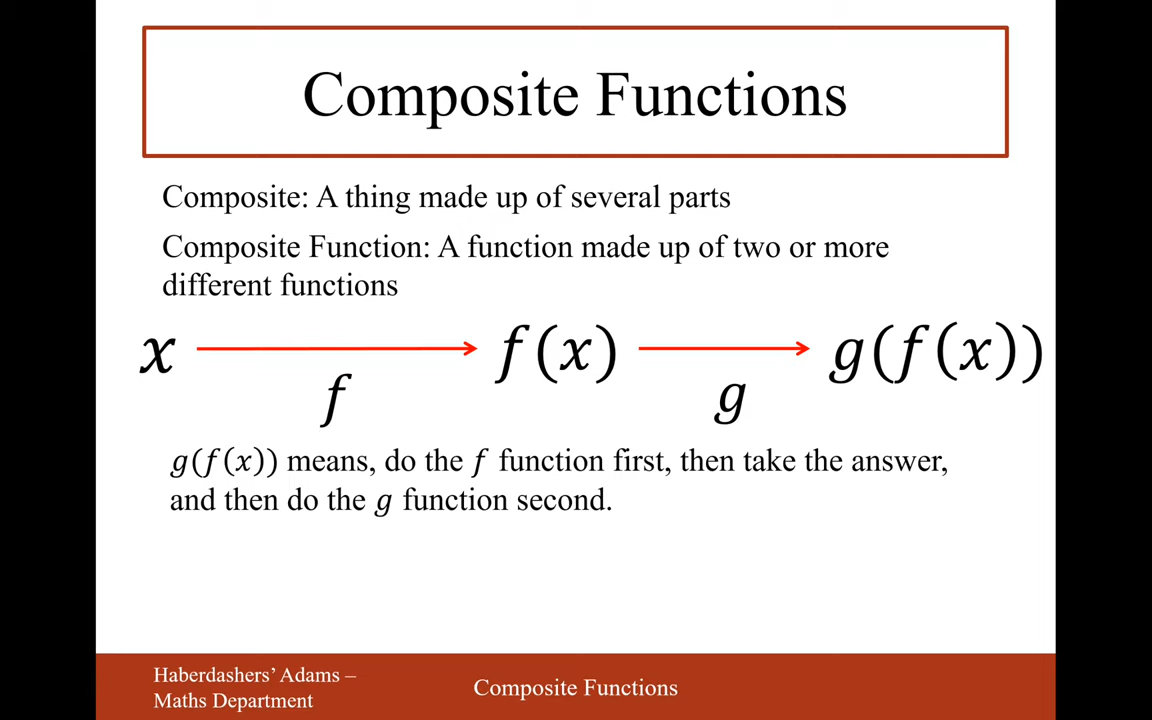 Composite Functions
Composite: A thing made up of several parts
Composite Function: A function made up of two or more
different functions
x f(x) g(f(x))
f g
g(f(x)) means, do the f function first, then take the answer,
and then do the g function second.
Haberdashers’ Adams –
Maths Department
Composite Functions